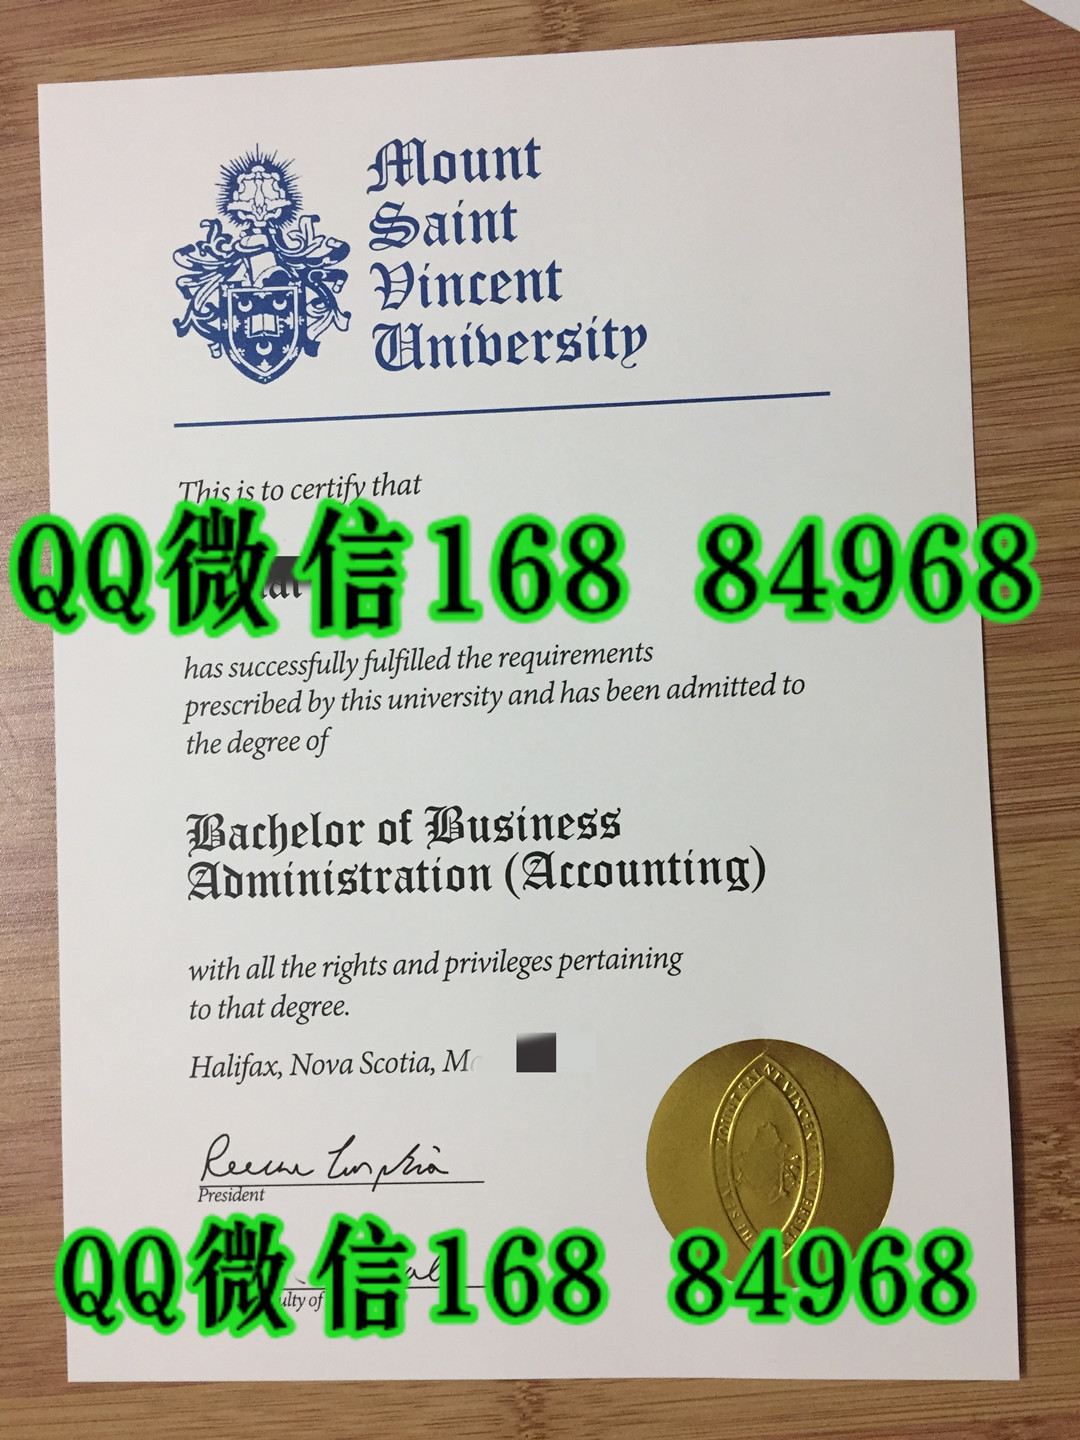 Mount
Saint
Vincent
University
This is to certify that
QQ微信168 84968
has successfully fulfilled the requirements
prescribed by this university and has been admitted to
the degree of
Bachelor of Business
Administration (Accounting)
with all the rights and privileges pertaining
to that degree.
Halifax, Nova Scotia,
President
QQ微信168 84968
of